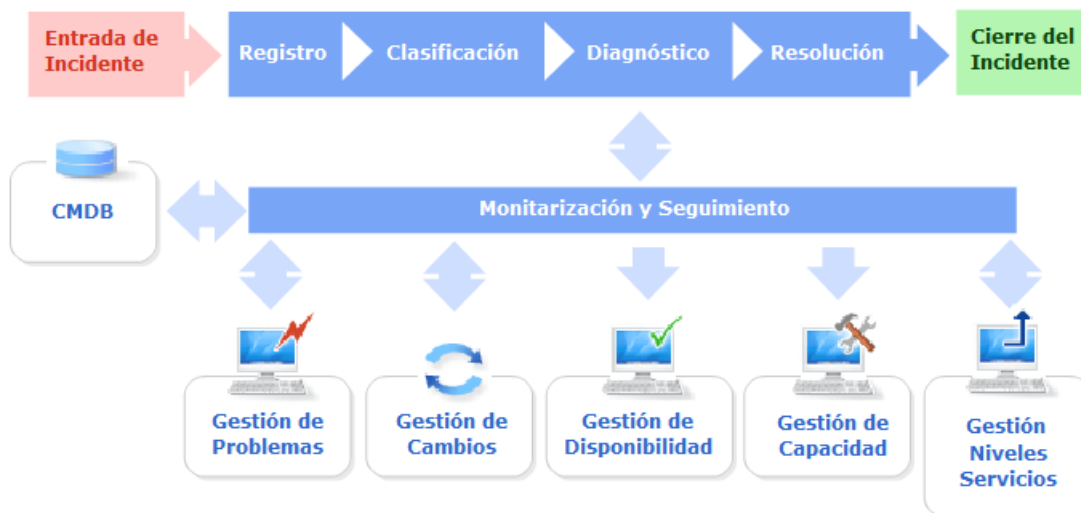 Entrada de
Incidente
Registro
Clasificación
Diagnóstico
Resolución
Cierre del
Incidente
CMDB
Monitarización y Seguimiento
Gestión de
Problemas
Gestión de
Cambios
Gestión de
Disponibilidad
Gestión de
Capacidad
Gestión
Niveles
Servicios